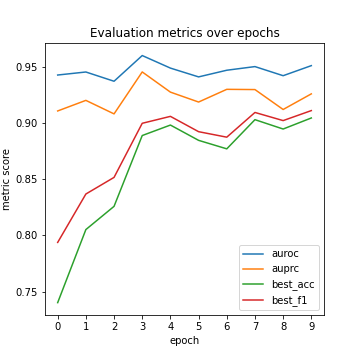 Evaluation metrics over epochs
metric score
0.95
0.90
0.85
0.80
0.75
auroc
auprc
best_acc
best_f1
0 1 2 3 4 5 6 7 8 9
epoch